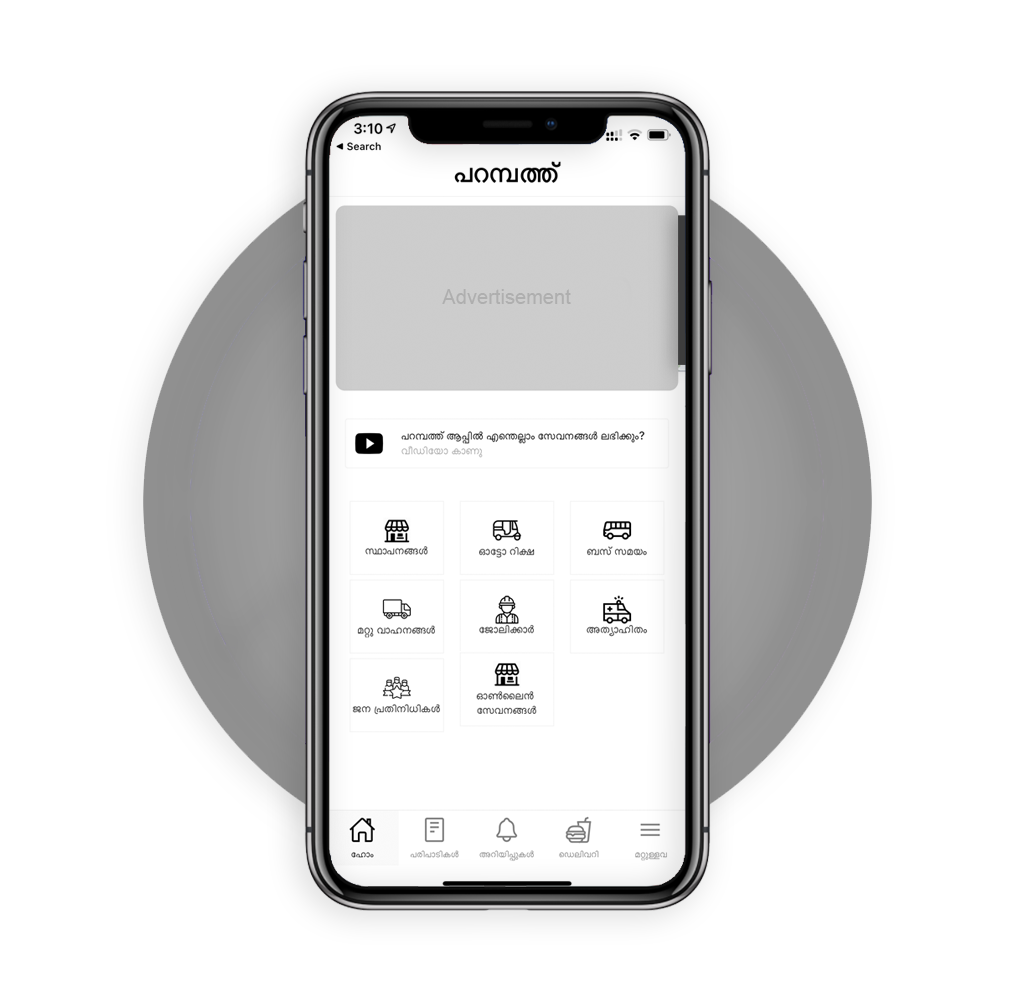 3:10
◀ Search
പറമ്പത്ത്
Advertisement
പറമ്പത്ത് ആപ്പിൽ എന്തെല്ലാം സേവനങ്ങൾ ലഭിക്കും?
വീഡിയോ കാണു
സ്ഥാപനങ്ങൾ
ഓട്ടോ റിക്ഷ
ബസ് സമയം
മറ്റു വാഹനങ്ങൾ
ജോലിക്കാർ
അത്യാഹിതം
ജന പ്രതിനിധികൾ
ഓൺലൈൻ
സേവനങ്ങൾ
ഹോം
പരിപാടികൾ
അറിയിപ്പുകൾ
ഡെലിവറി
മറ്റുള്ളവ